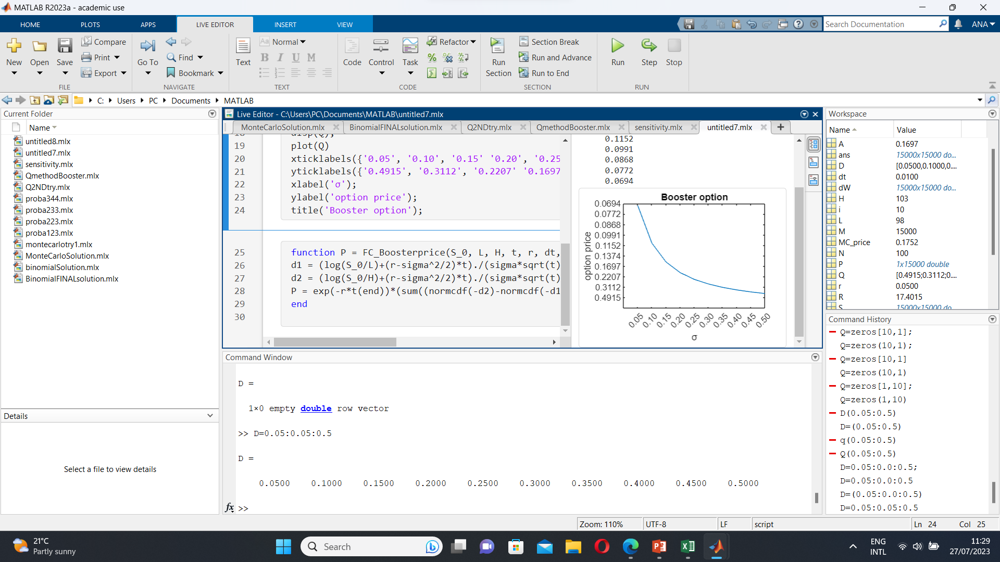 MATLAB R2023a - academic use
HOME PLOTS APPS LIVE EDITOR INSERT VIEW
Search Documentation
ANA
New
Open
Save
Compare
Print
Export
FILE
Go To
Find
Bookmark
NAVIGATE
Text
Aa Normal
B I U M
TEXT
Code
Control
Task
Refactor
CODE
Run Section
Section Break
Run and Advance
Run to End
SECTION
Run
Step
Stop
RUN
C: Users PC Documents MATLAB
Current Folder
Name
untitled8.mlx
untitled7.mlx
sensitivity.mlx
QmethodBooster.mlx
Q2NDtry.mlx
proba344.mlx
proba233.mlx
proba223.mlx
proba123.mlx
montecarlotry1.mlx
MonteCarloSolution.mlx
binomialSolution.mlx
BinomialFINALsolution.mlx
Details
Select a file to view details
Live Editor - C:\Users\PC\Documents\MATLAB\untitled7.mlx
MonteCarloSolution.mlx BinomialFINALsolution.mlx Q2NDtry.mlx QmethodBooster.mlx sensitivity.mlx untitled7.mlx
18 disp(Q);
19 plot(Q)
20 xticklabels({'0.05', '0.10', '0.15' '0.20', '0.25
21 yticklabels({'0.4915', '0.3112', '0.2207' '0.1697
22 xlabel('σ');
23 ylabel('option price');
24 title('Booster option');
25 function P = FC_Boosterprice(S_0, L, H, t, r, dt,
26 d1 = (log(S_0/L)+(r-sigma^2/2)*t)./(sigma*sqrt(t)
27 d2 = (log(S_0/H)+(r-sigma^2/2)*t)./(sigma*sqrt(t)
28 P = exp(-r*t(end))*(sum((normcdf(-d2)-normcdf(-d1
29 end
30
0.1152
0.0991
0.0868
0.0772
0.0694
Booster option
option price
0.0694
0.0772
0.0868
0.0991
0.1152
0.1374
0.1697
0.2207
0.3112
0.4915
0.05 0.10 0.15 0.20 0.25 0.30 0.35 0.40 0.45 0.50
σ
Command Window
D =
1×0 empty double row vector
>> D=0.05:0.05:0.5
D =
0.0500 0.1000 0.1500 0.2000 0.2500 0.3000 0.3500 0.4000 0.4500 0.5000
fx >>
Workspace
Name Value
A 0.1697
ans 15000x15000 do...
D [0.0500,0.1000,0....
dt 0.0100
dW 15000x15000 do...
H 103
i 10
L 98
M 15000
MC_price 0.1752
N 100
P 1x15000 double
Q [0.4915;0.3112;0....
r 0.0500
R 17.4015
S 15000x15000 do...
Command History
Q=zeros[10,1];
Q=zeros(10,1);
Q=zeros[10,1]
Q=zeros(10,1)
Q=zeros[1,10];
Q=zeros(1,10)
D(0.05:0.5)
D=(0.05:0.5)
q(0.05:0.5)
Q(0.05:0.5)
D=0.05:0.0:0.5;
D=0.05:0.0:0.5
D=(0.05:0.0:0.5)
D=0.05:0.05:0.5
Zoom: 110% UTF-8 LF script Ln 24 Col 25
21°C
Partly sunny
Search
ENG
INTL
11:29
27/07/2023